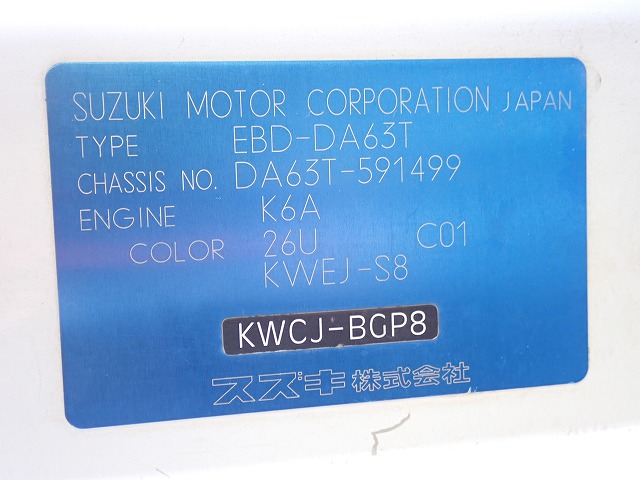 SUZUKI MOTOR CORPORATION JAPAN
TYPE EBD-DA63T
CHASSIS NO. DA63T-591499
ENGINE K6A
COLOR 26U C01
KWEJ-S8
KWCJ-BGP8
スズキ株式会社